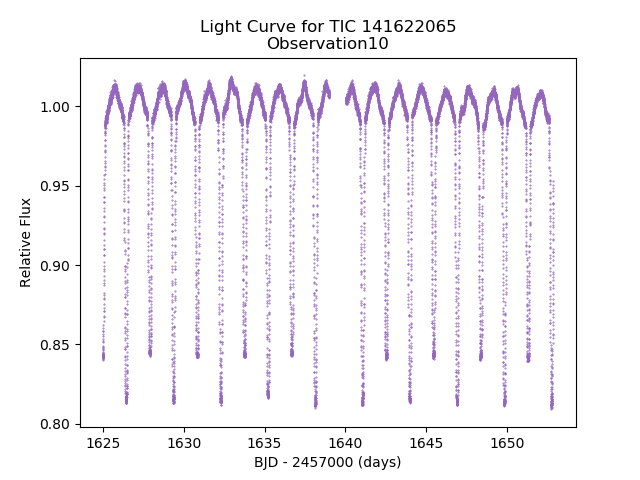 Light Curve for TIC 141622065
Observation10
Relative Flux
1.00
0.95
0.90
0.85
0.80
1625
1630
1635
1640
1645
1650
BJD - 2457000 (days)